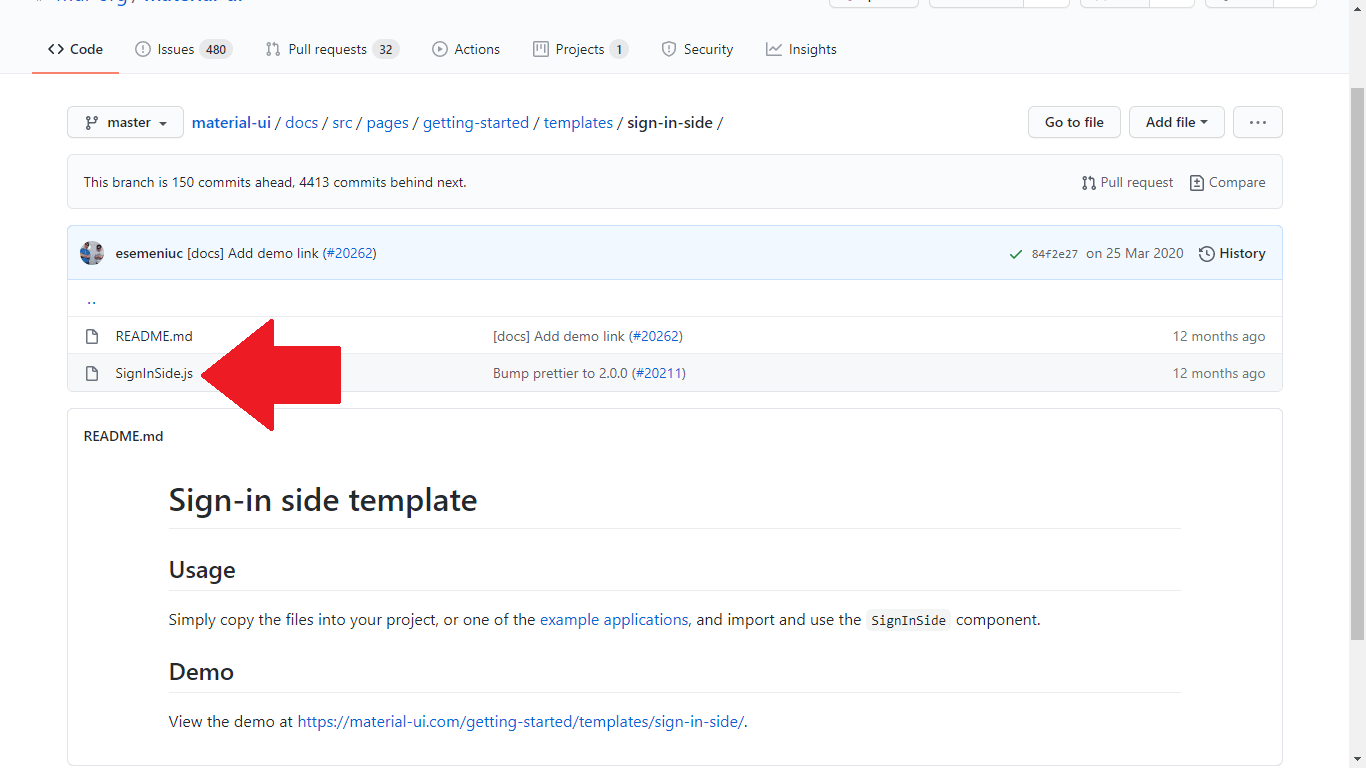 Code Issues 480 Pull requests 32 Actions Projects 1 Security Insights
master material-ui / docs / src / pages / getting-started / templates / sign-in-side / Go to file Add file ...
This branch is 150 commits ahead, 4413 commits behind next. Pull request Compare
esemeniuc [docs] Add demo link (#20262) 84f2e27 on 25 Mar 2020 History
..
README.md [docs] Add demo link (#20262) 12 months ago
SignInSide.js Bump prettier to 2.0.0 (#20211) 12 months ago
README.md
Sign-in side template
Usage
Simply copy the files into your project, or one of the example applications, and import and use the SignInSide component.
Demo
View the demo at https://material-ui.com/getting-started/templates/sign-in-side/.